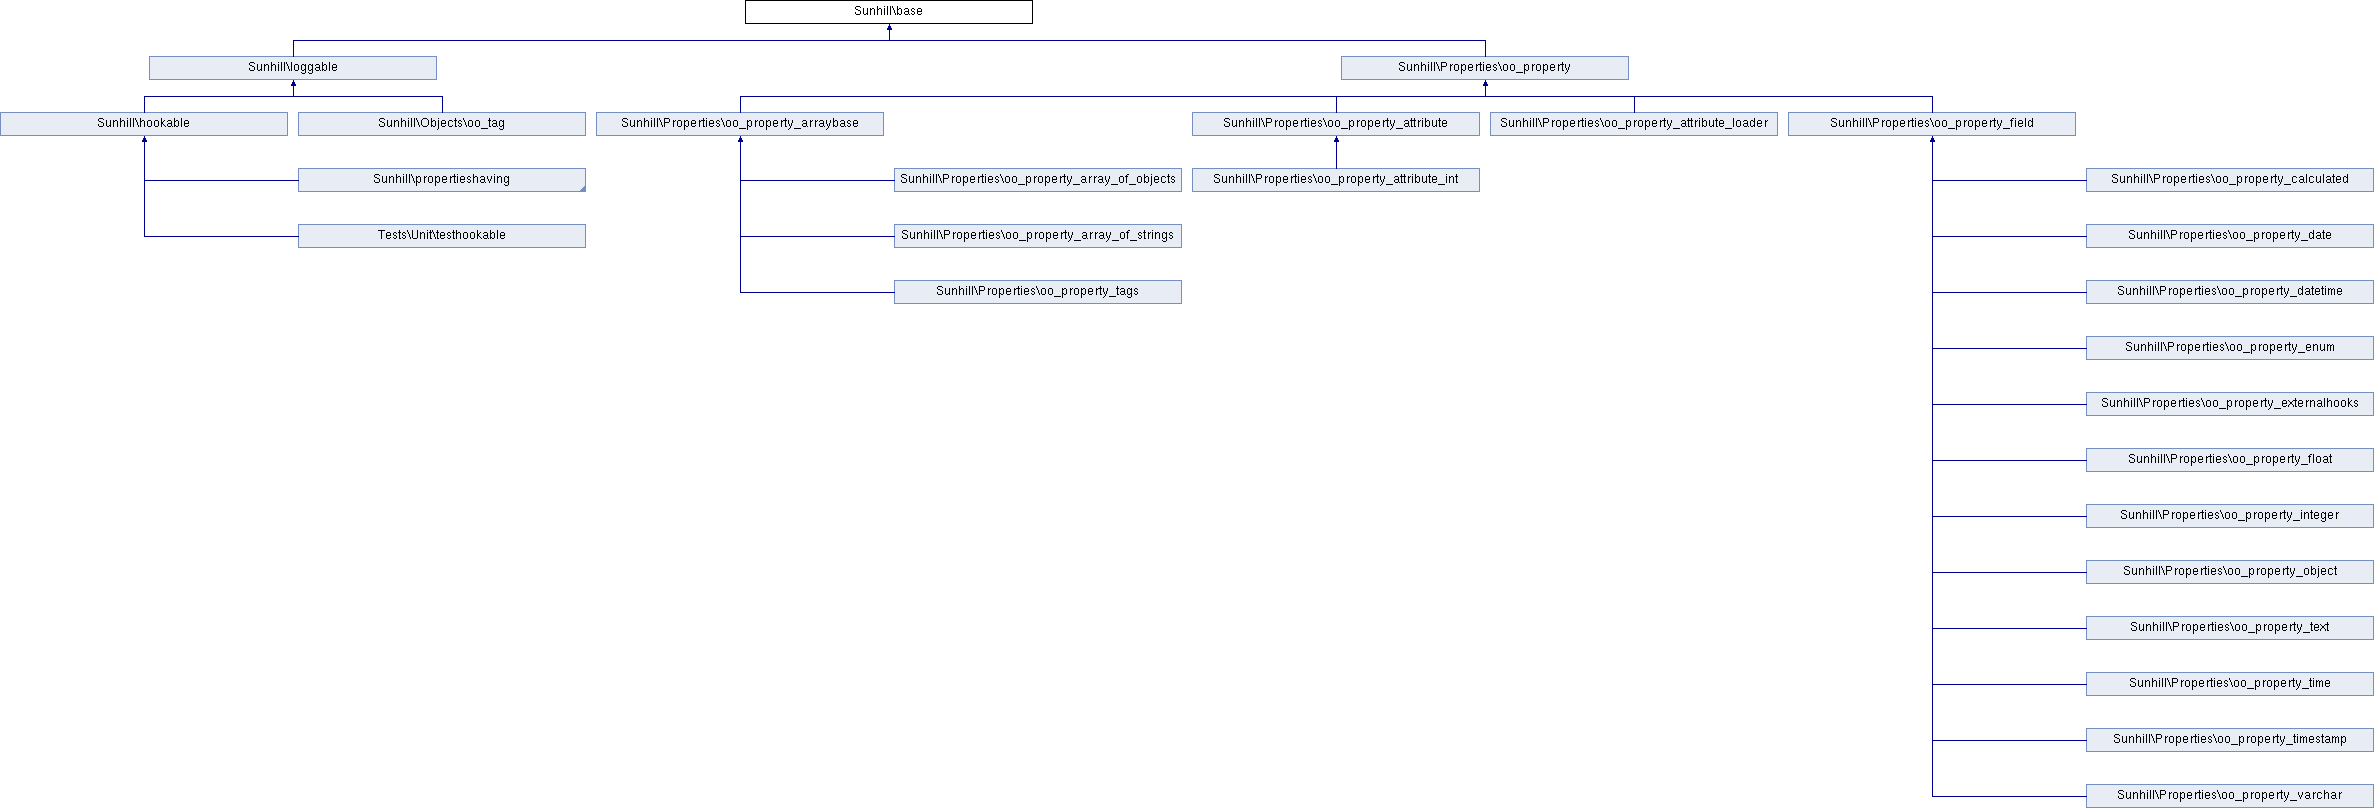 Sunhill\base
Sunhill\loggable
Sunhill\Properties\oo_property
Sunhill\hookable
Sunhill\Objects\oo_tag
Sunhill\Properties\oo_property_arraybase
Sunhill\Properties\oo_property_attribute
Sunhill\Properties\oo_property_attribute_loader
Sunhill\Properties\oo_property_field
Sunhill\propertieshaving
Sunhill\Properties\oo_property_array_of_objects
Sunhill\Properties\oo_property_attribute_int
Sunhill\Properties\oo_property_calculated
Tests\Unit\testhookable
Sunhill\Properties\oo_property_array_of_strings
Sunhill\Properties\oo_property_date
Sunhill\Properties\oo_property_tags
Sunhill\Properties\oo_property_datetime
Sunhill\Properties\oo_property_enum
Sunhill\Properties\oo_property_externalhooks
Sunhill\Properties\oo_property_float
Sunhill\Properties\oo_property_integer
Sunhill\Properties\oo_property_object
Sunhill\Properties\oo_property_text
Sunhill\Properties\oo_property_time
Sunhill\Properties\oo_property_timestamp
Sunhill\Properties\oo_property_varchar